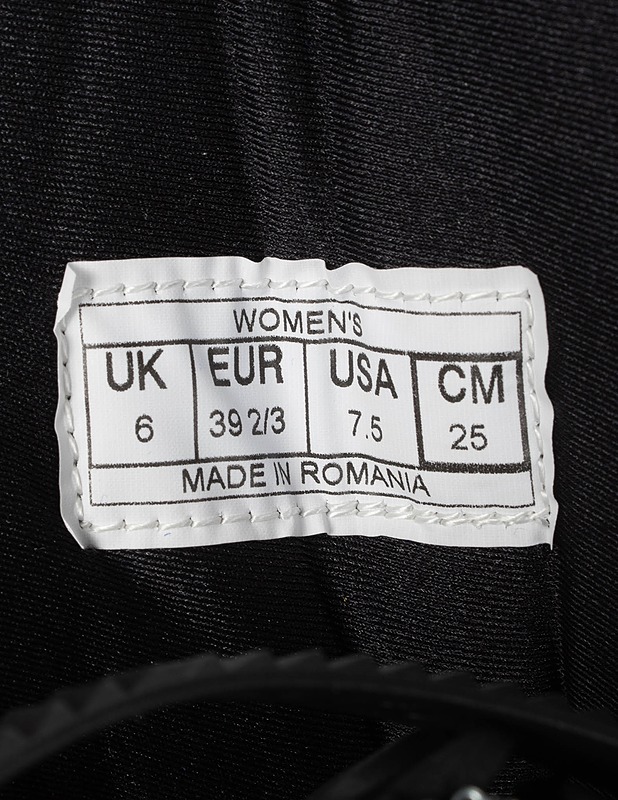 WOMEN'S
UK EUR USA CM
6 39 2/3 7.5 25
MADE IN ROMANIA